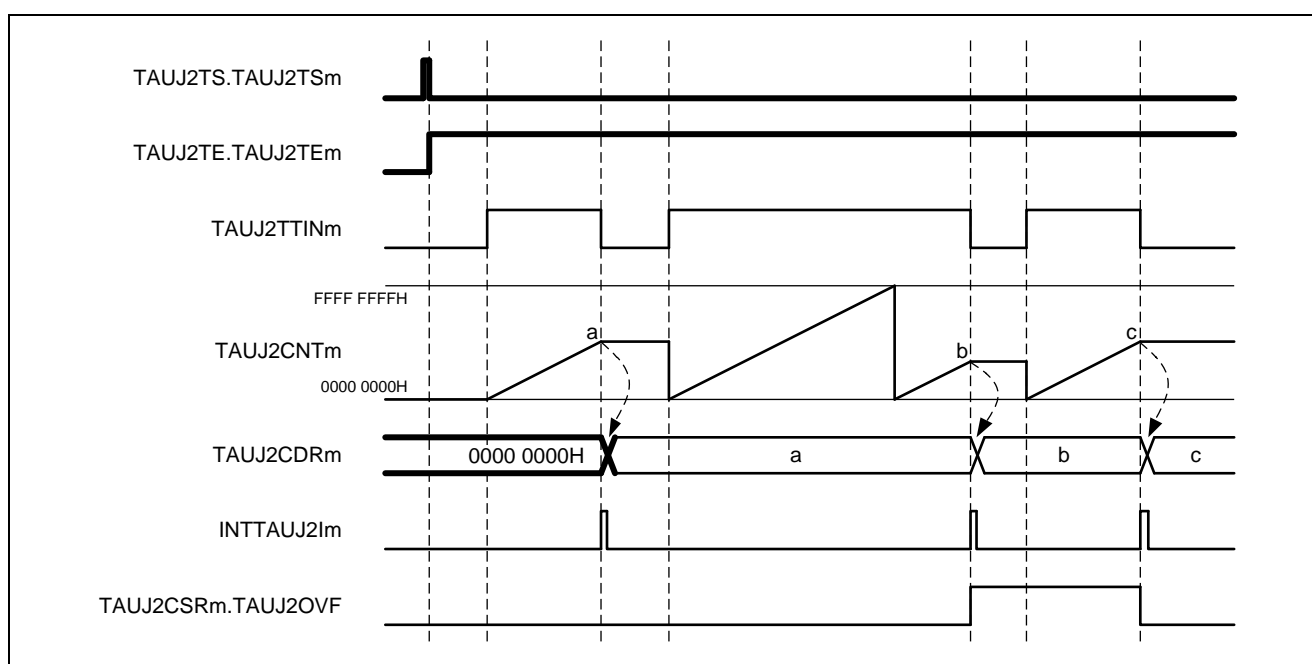 TAUJ2TS.TAUJ2TSm
TAUJ2TE.TAUJ2TEm
TAUJ2TTINm
FFFF FFFFH
TAUJ2CNTm
a
b
c
0000 0000H
TAUJ2CDRm
0000 0000H
a
b
c
INTTAUJ2Im
TAUJ2CSRm.TAUJ2OVF